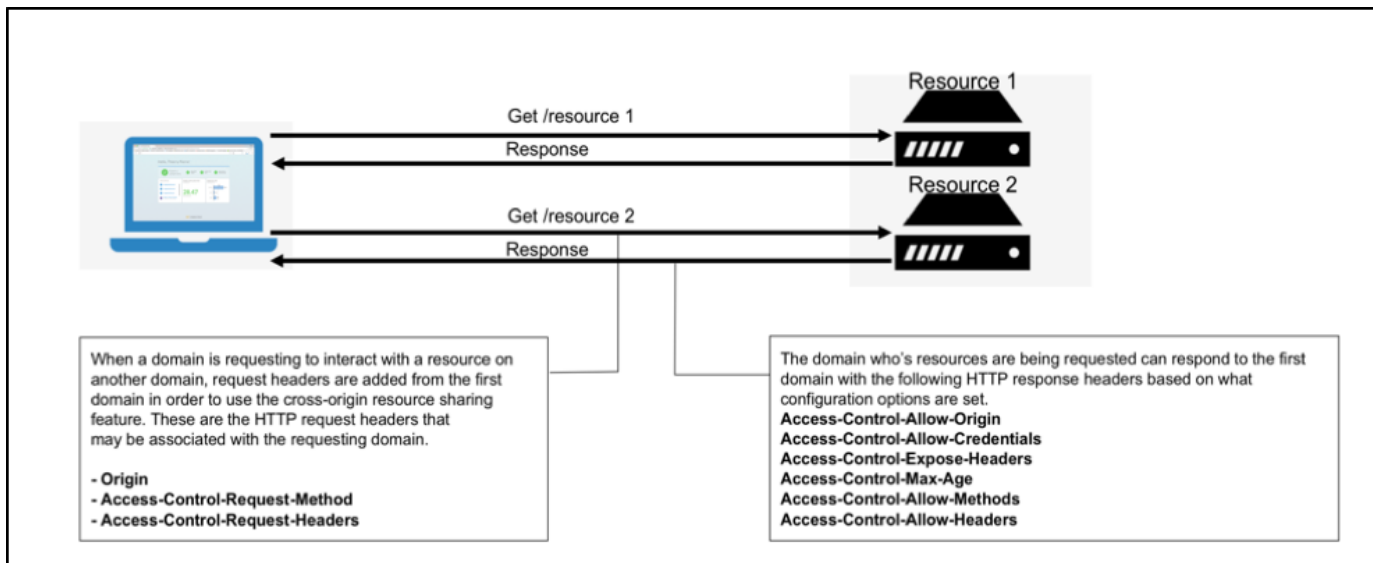 Resource 1
Get /resource 1
Response
Resource 2
Get /resource 2
Response
When a domain is requesting to interact with a resource on
another domain, request headers are added from the first
domain in order to use the cross-origin resource sharing
feature. These are the HTTP request headers that
may be associated with the requesting domain.
- Origin
- Access-Control-Request-Method
- Access-Control-Request-Headers
The domain who's resources are being requested can respond to the first
domain with the following HTTP response headers based on what
configuration options are set.
Access-Control-Allow-Origin
Access-Control-Allow-Credentials
Access-Control-Expose-Headers
Access-Control-Max-Age
Access-Control-Allow-Methods
Access-Control-Allow-Headers